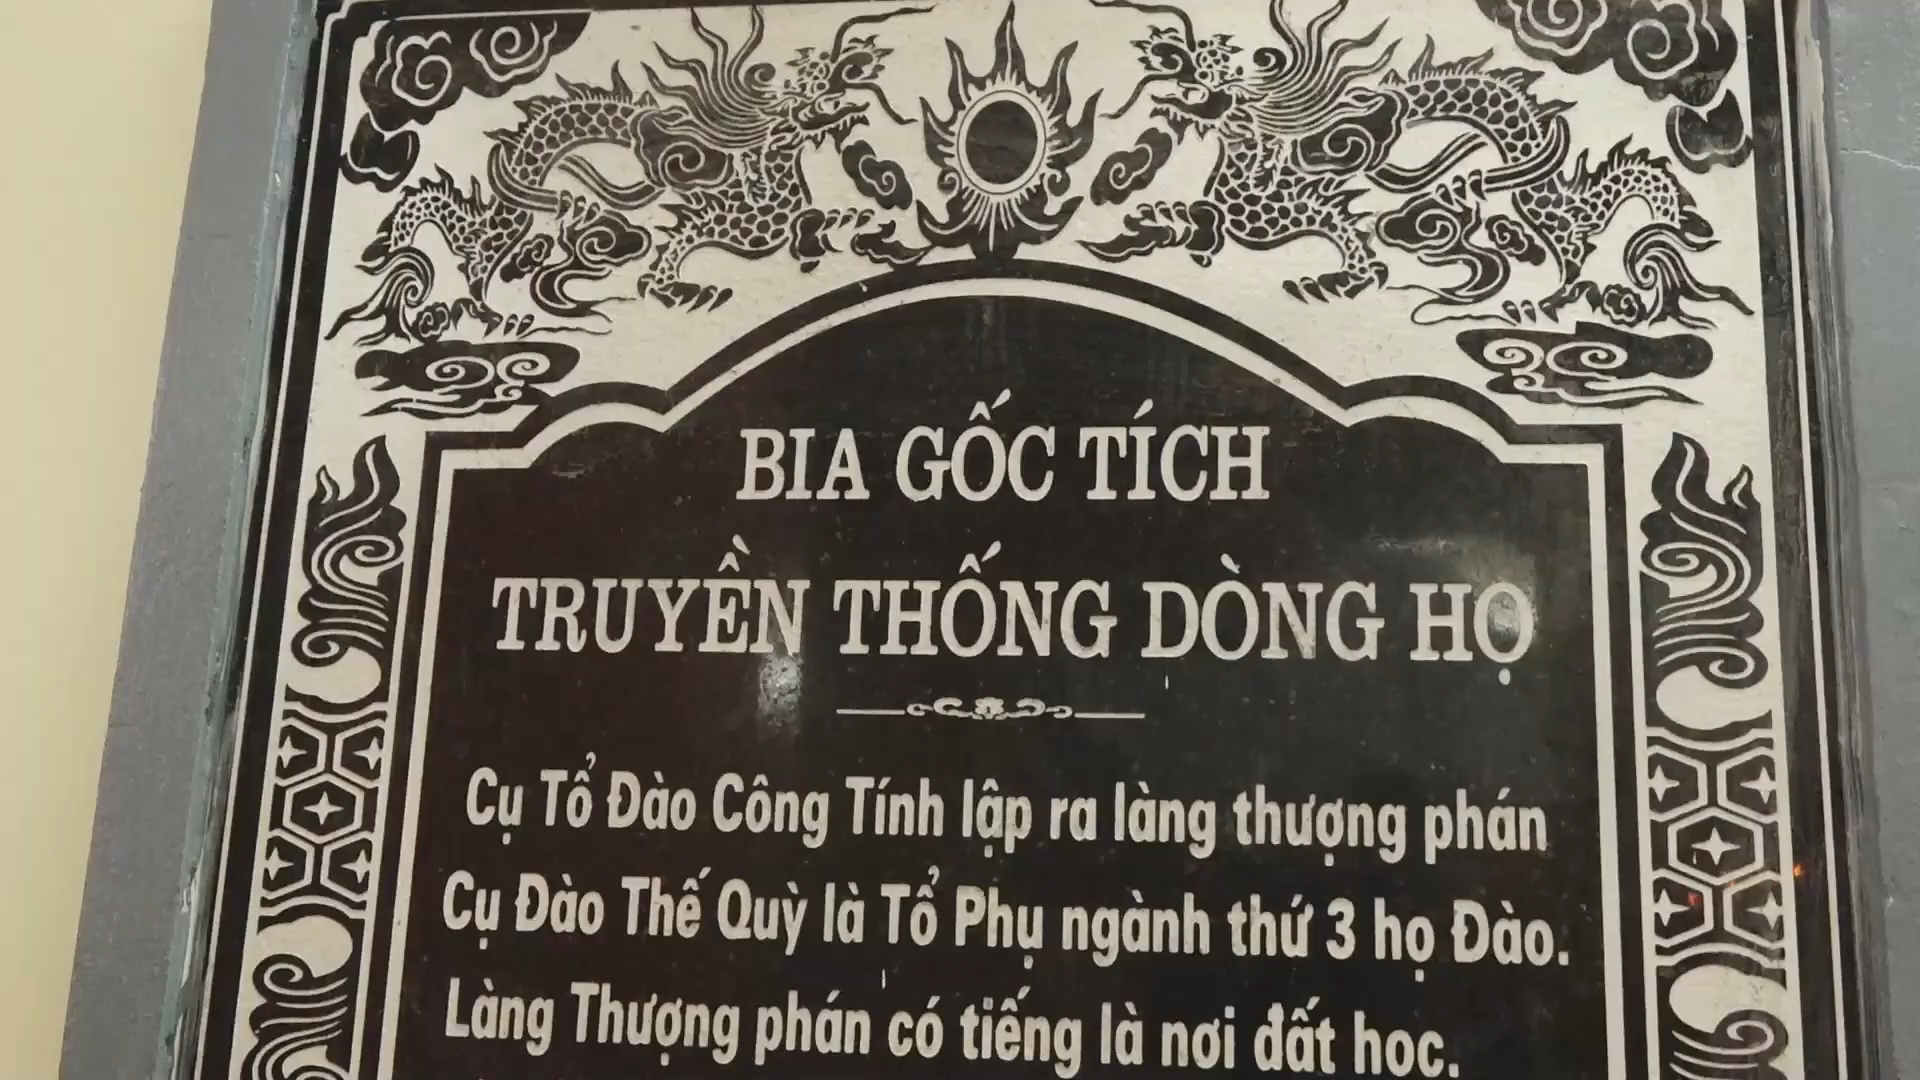 BIA GỐC TÍCH
TRUYỀN THỐNG DÒNG HỌ
Cụ Tổ Đào Công Tính lập ra làng thượng phán
Cụ Đào Thế Quỳ là Tổ Phụ ngành thứ 3 họ Đào.
Làng Thượng phán có tiếng là nơi đất học.